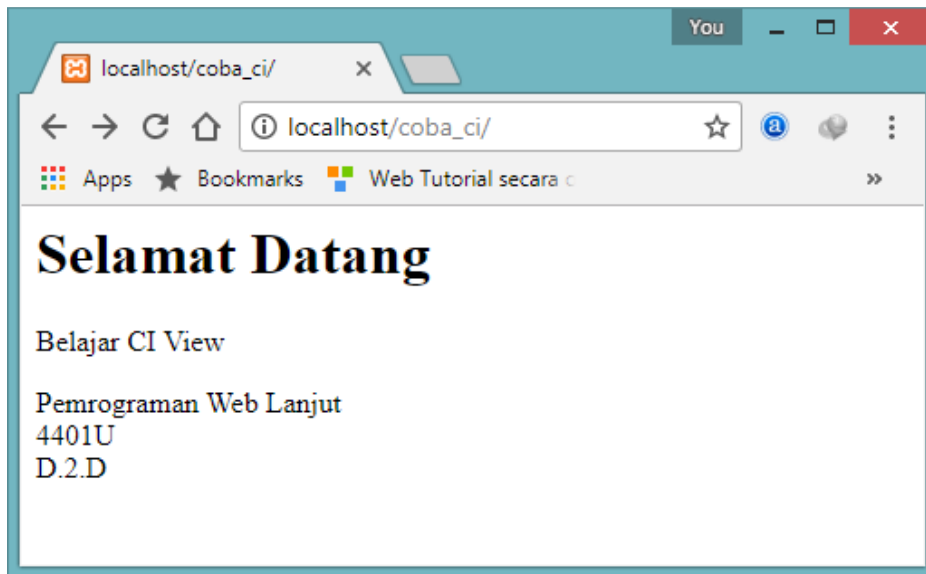 You
localhost/coba_ci/
localhost/coba_ci/
Apps Bookmarks Web Tutorial secara
Selamat Datang
Belajar CI View
Pemrograman Web Lanjut
4401U
D.2.D